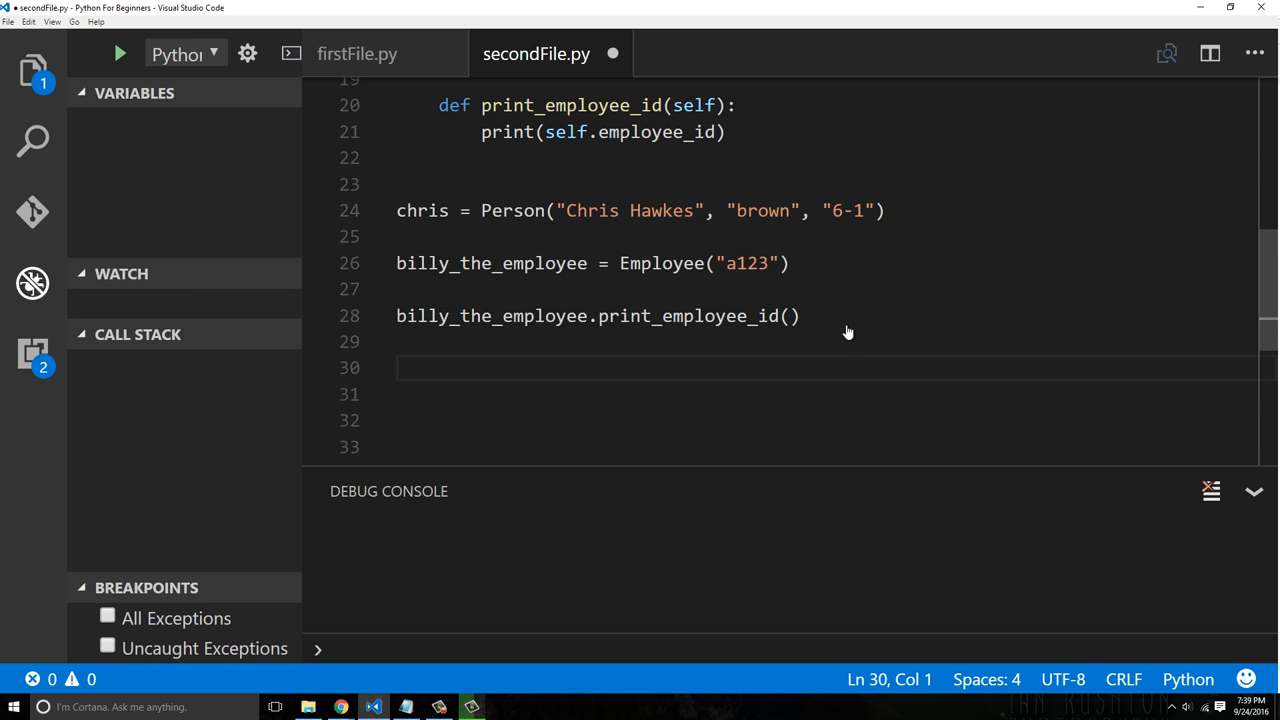 ● secondFile.py - Python For Beginners - Visual Studio Code
File Edit View Go Help
1
2
VARIABLES
WATCH
CALL STACK
BREAKPOINTS
All Exceptions
Uncaught Exceptions
firstFile.py secondFile.py
19
20 def print_employee_id(self):
21 print(self.employee_id)
22
23
24 chris = Person("Chris Hawkes", "brown", "6-1")
25
26 billy_the_employee = Employee("a123")
27
28 billy_the_employee.print_employee_id()
29
30
31
32
33
DEBUG CONSOLE
0 0 Ln 30, Col 1 Spaces: 4 UTF-8 CRLF Python
I'm Cortana. Ask me anything.
7:39 PM
9/24/2016